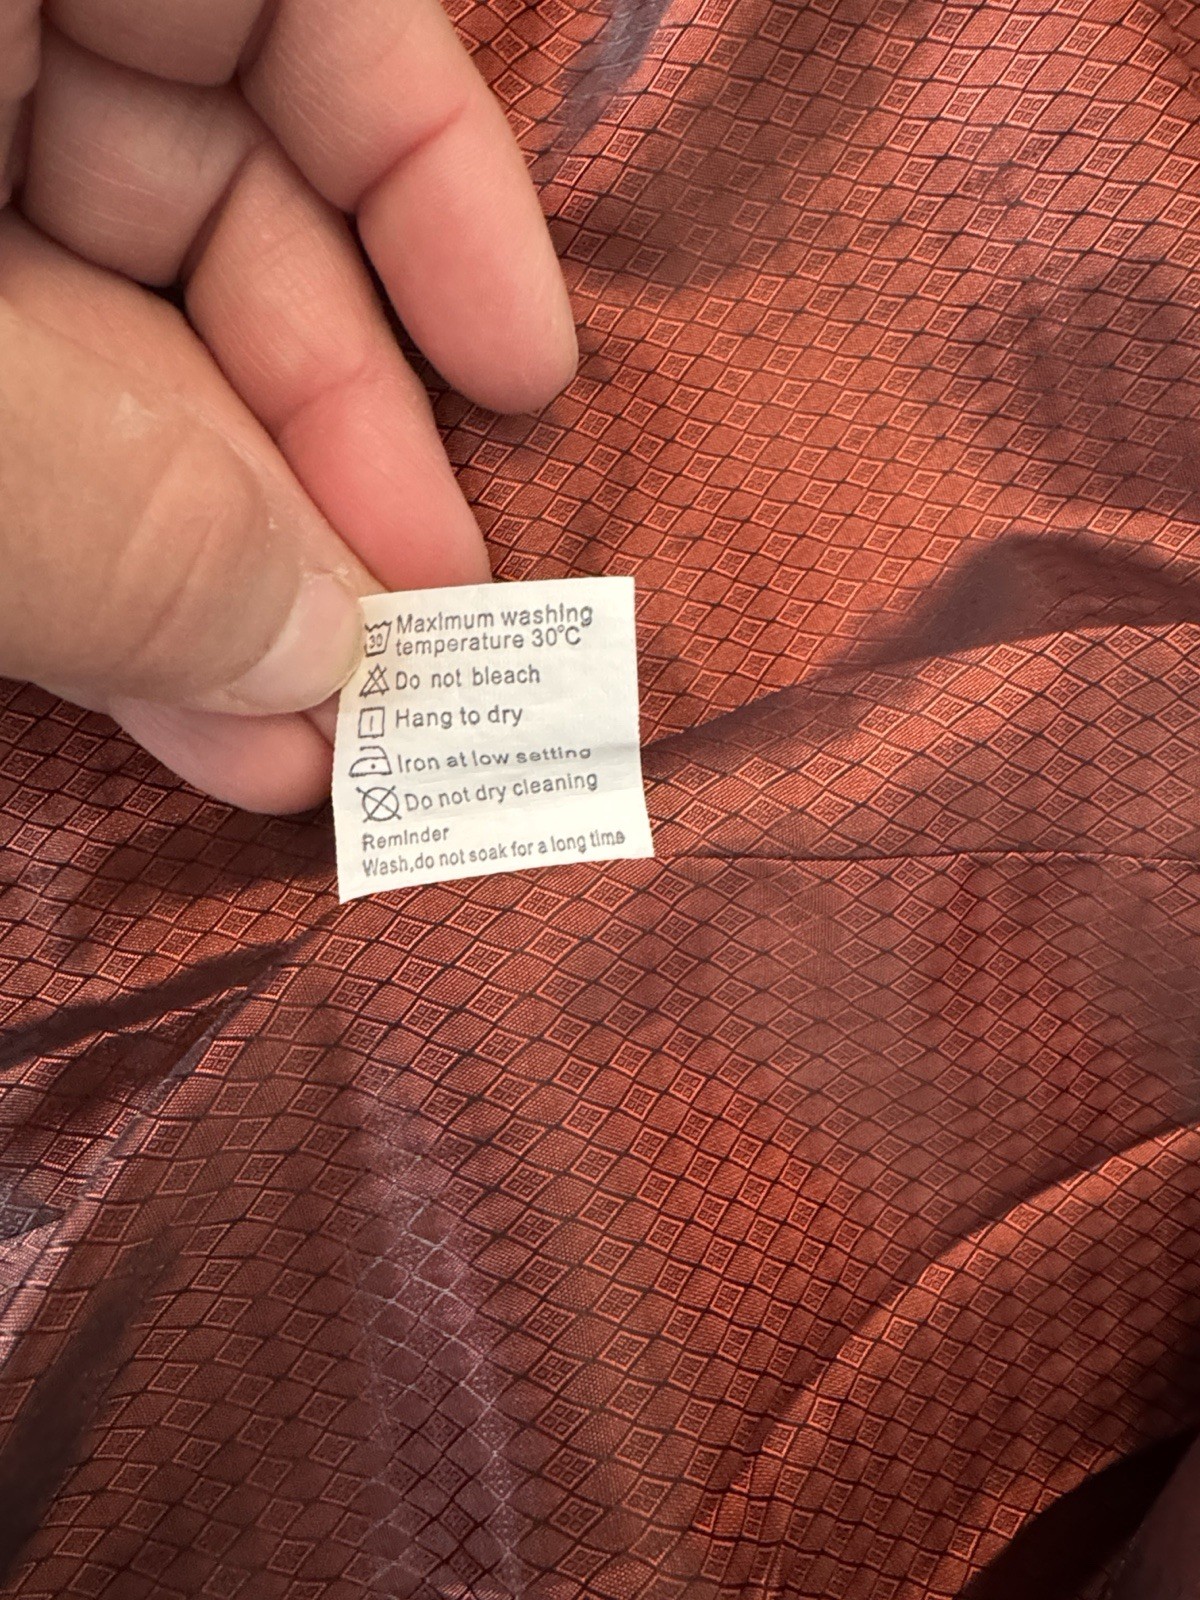 30 Maximum washing
temperature 30°C
Do not bleach
Hang to dry
Iron at low setting
Do not dry cleaning
Reminder
Wash,do not soak for a long time